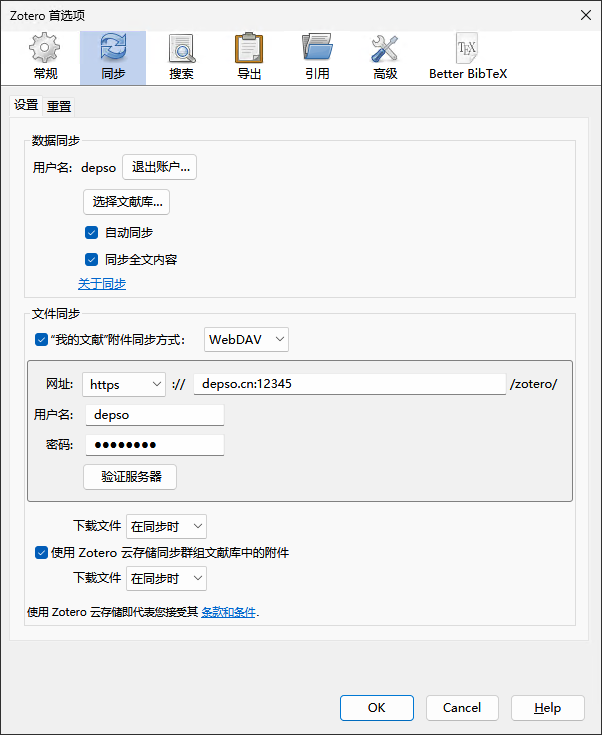 Zotero 首选项
常规 同步 搜索 导出 引用 高级 Better BibTeX
设置 重置
数据同步
用户名: depso 退出账户...
选择文献库...
自动同步
同步全文内容
关于同步
文件同步
“我的文献”附件同步方式: WebDAV
网址: https :// depso.cn:12345 /zotero/
用户名: depso
密码: ●●●●●●●●
验证服务器
下载文件 在同步时
使用 Zotero 云存储同步群组文献库中的附件
下载文件 在同步时
使用 Zotero 云存储即代表您接受其 条款和条件.
OK Cancel Help